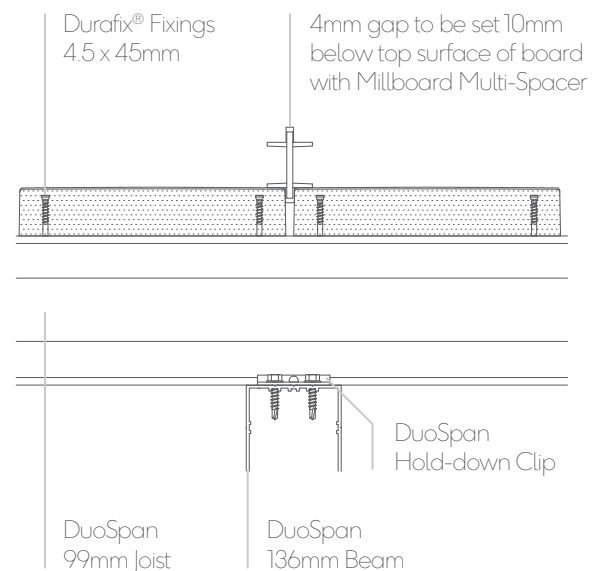 Durafix® Fixings
4.5 x 45mm
4mm gap to be set 10mm
below top surface of board
with Millboard Multi-Spacer
DuoSpan
Hold-down Clip
DuoSpan
99mm Joist
DuoSpan
136mm Beam